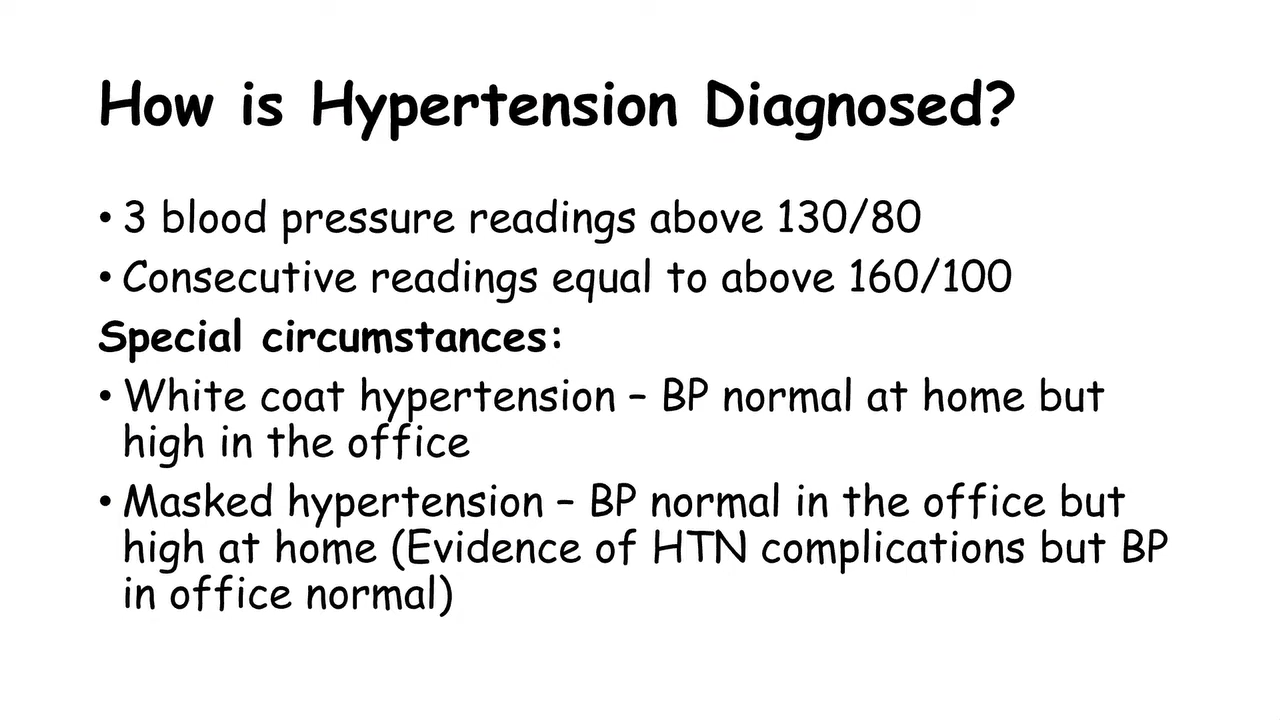 How is Hypertension Diagnosed?
• 3 blood pressure readings above 130/80
• Consecutive readings equal to above 160/100
Special circumstances:
• White coat hypertension – BP normal at home but
high in the office
• Masked hypertension – BP normal in the office but
high at home (Evidence of HTN complications but BP
in office normal)